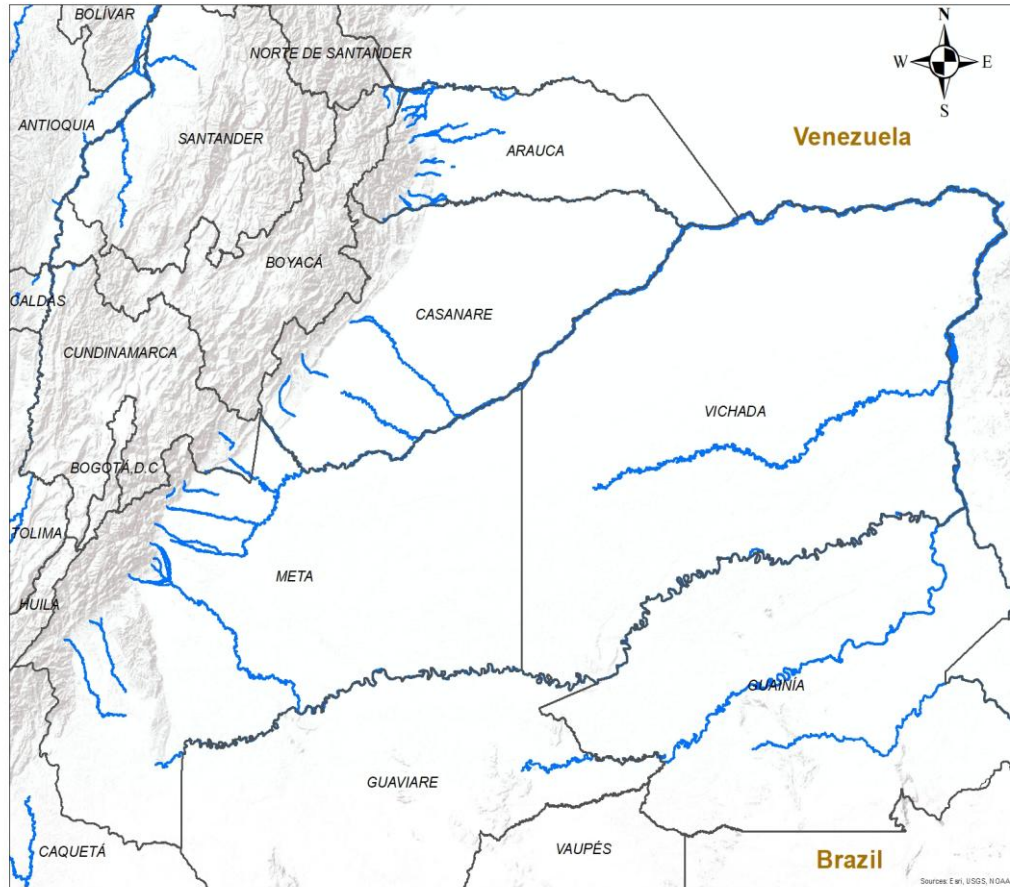 BOLÍVAR
N
NORTE DE SANTANDER
W
E
S
ANTIOQUIA
SANTANDER
Venezuela
ARAUCA
BOYACÁ
CALDAS
CASANARE
CUNDINAMARCA
VICHADA
BOGOTÁ, D.C
TOLIMA
META
HUILA
GUAINÍA
GUAVIARE
VAUPÉS
CAQUETÁ
Brazil
Sources: Esri, USGS, NOAA